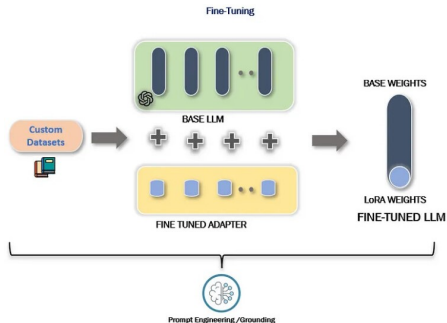 Fine-Tuning
BASE LLM
Custom
Datasets
FINE TUNED ADAPTER
BASE WEIGHTS
LoRA WEIGHTS
FINE-TUNED LLM
Prompt Engineering /Grounding